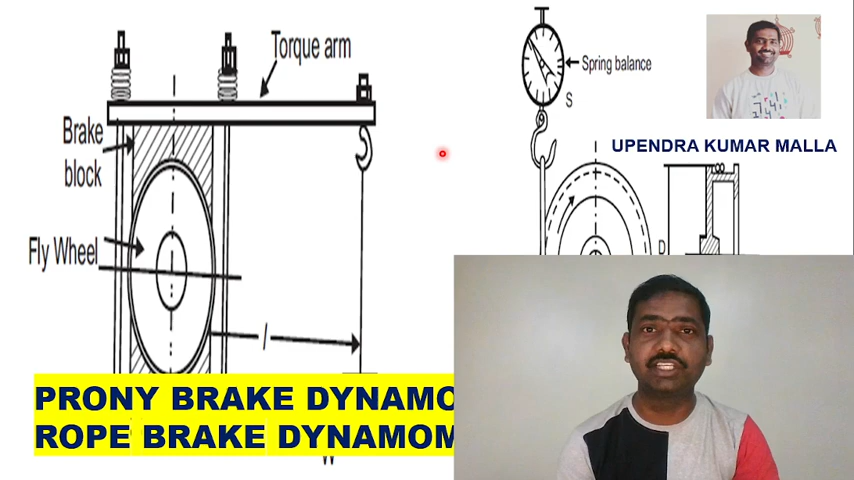 Torque arm
Brake
block
Fly Wheel
l
Spring balance
S
UPENDRA KUMAR MALLA
D
PRONY BRAKE DYNAMO
ROPE BRAKE DYNAMOM
W